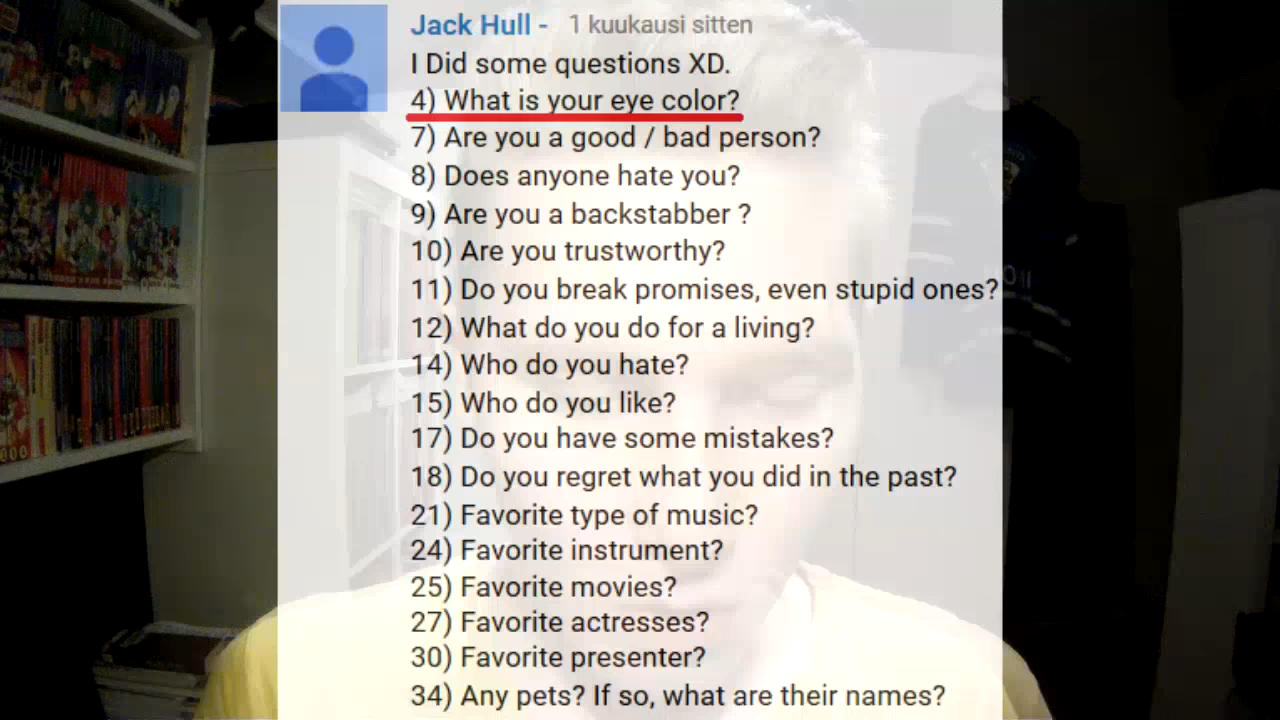 Jack Hull - 1 kuukausi sitten
I Did some questions XD.
4) What is your eye color?
7) Are you a good / bad person?
8) Does anyone hate you?
9) Are you a backstabber ?
10) Are you trustworthy?
11) Do you break promises, even stupid ones?
12) What do you do for a living?
14) Who do you hate?
15) Who do you like?
17) Do you have some mistakes?
18) Do you regret what you did in the past?
21) Favorite type of music?
24) Favorite instrument?
25) Favorite movies?
27) Favorite actresses?
30) Favorite presenter?
34) Any pets? If so, what are their names?